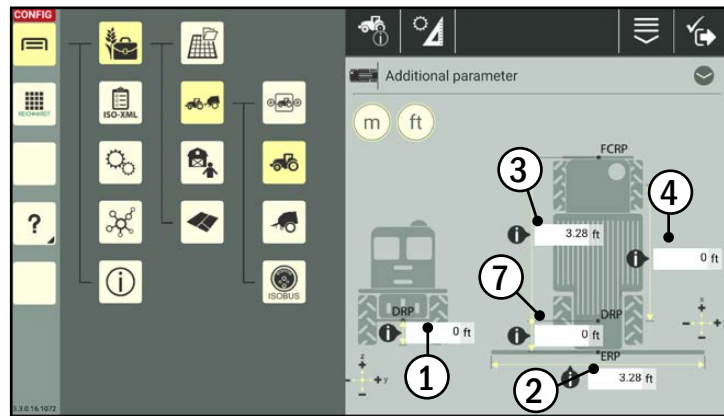 CONFIG
REICHHARDT
ISO-XML
?
ISOBUS
3.3.0.16.1072
Additional parameter
m
ft
FCRP
3
4
3.28 ft
0 ft
7
DRP
DRP
0 ft
0 ft
ERP
1
2
3.28 ft
x
z
y